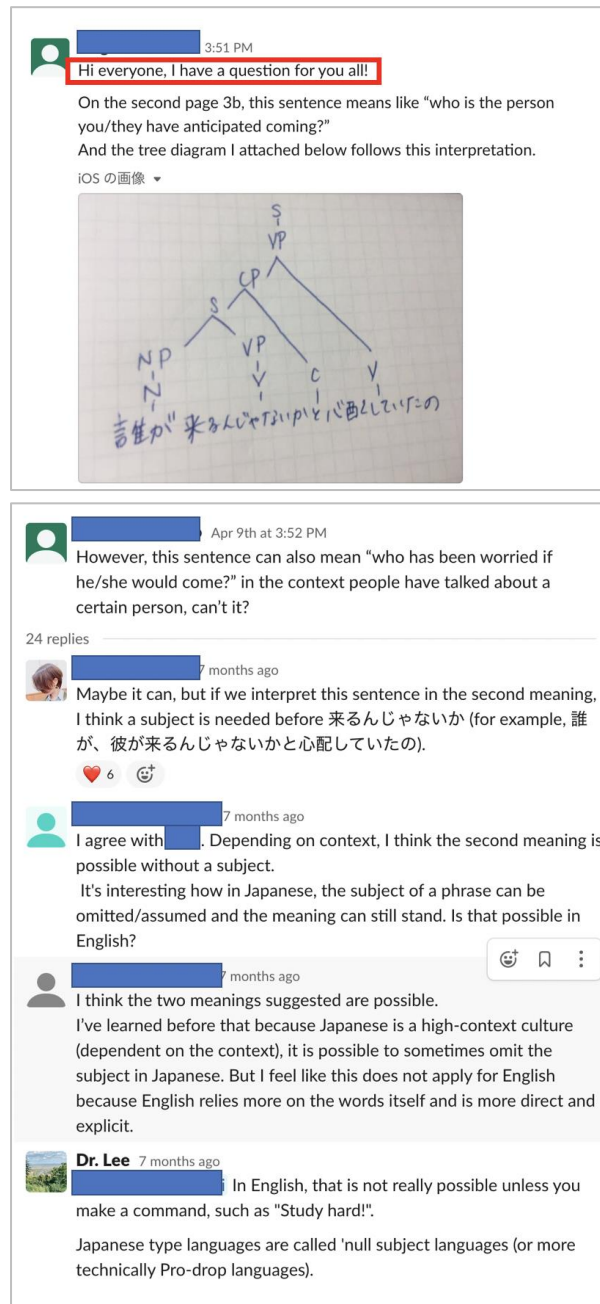 3:51 PM
Hi everyone, I have a question for you all!
On the second page 3b, this sentence means like “who is the person
you/they have anticipated coming?”
And the tree diagram I attached below follows this interpretation.
iOS の画像
S
VP
CP
S
NP
VP
N
V
C
V
誰が 来るんじゃないかと心配していたの
Apr 9th at 3:52 PM
However, this sentence can also mean “who has been worried if
he/she would come?” in the context people have talked about a
certain person, can’t it?
24 replies
7 months ago
Maybe it can, but if we interpret this sentence in the second meaning,
I think a subject is needed before 来るんじゃないか (for example, 誰
が、彼が来るんじゃないかと心配していたの).
6
7 months ago
I agree with . Depending on context, I think the second meaning is
possible without a subject.
It's interesting how in Japanese, the subject of a phrase can be
omitted/assumed and the meaning can still stand. Is that possible in
English?
7 months ago
I think the two meanings suggested are possible.
I’ve learned before that because Japanese is a high-context culture
(dependent on the context), it is possible to sometimes omit the
subject in Japanese. But I feel like this does not apply for English
because English relies more on the words itself and is more direct and
explicit.
Dr. Lee 7 months ago
In English, that is not really possible unless you
make a command, such as "Study hard!".
Japanese type languages are called 'null subject languages (or more
technically Pro-drop languages).